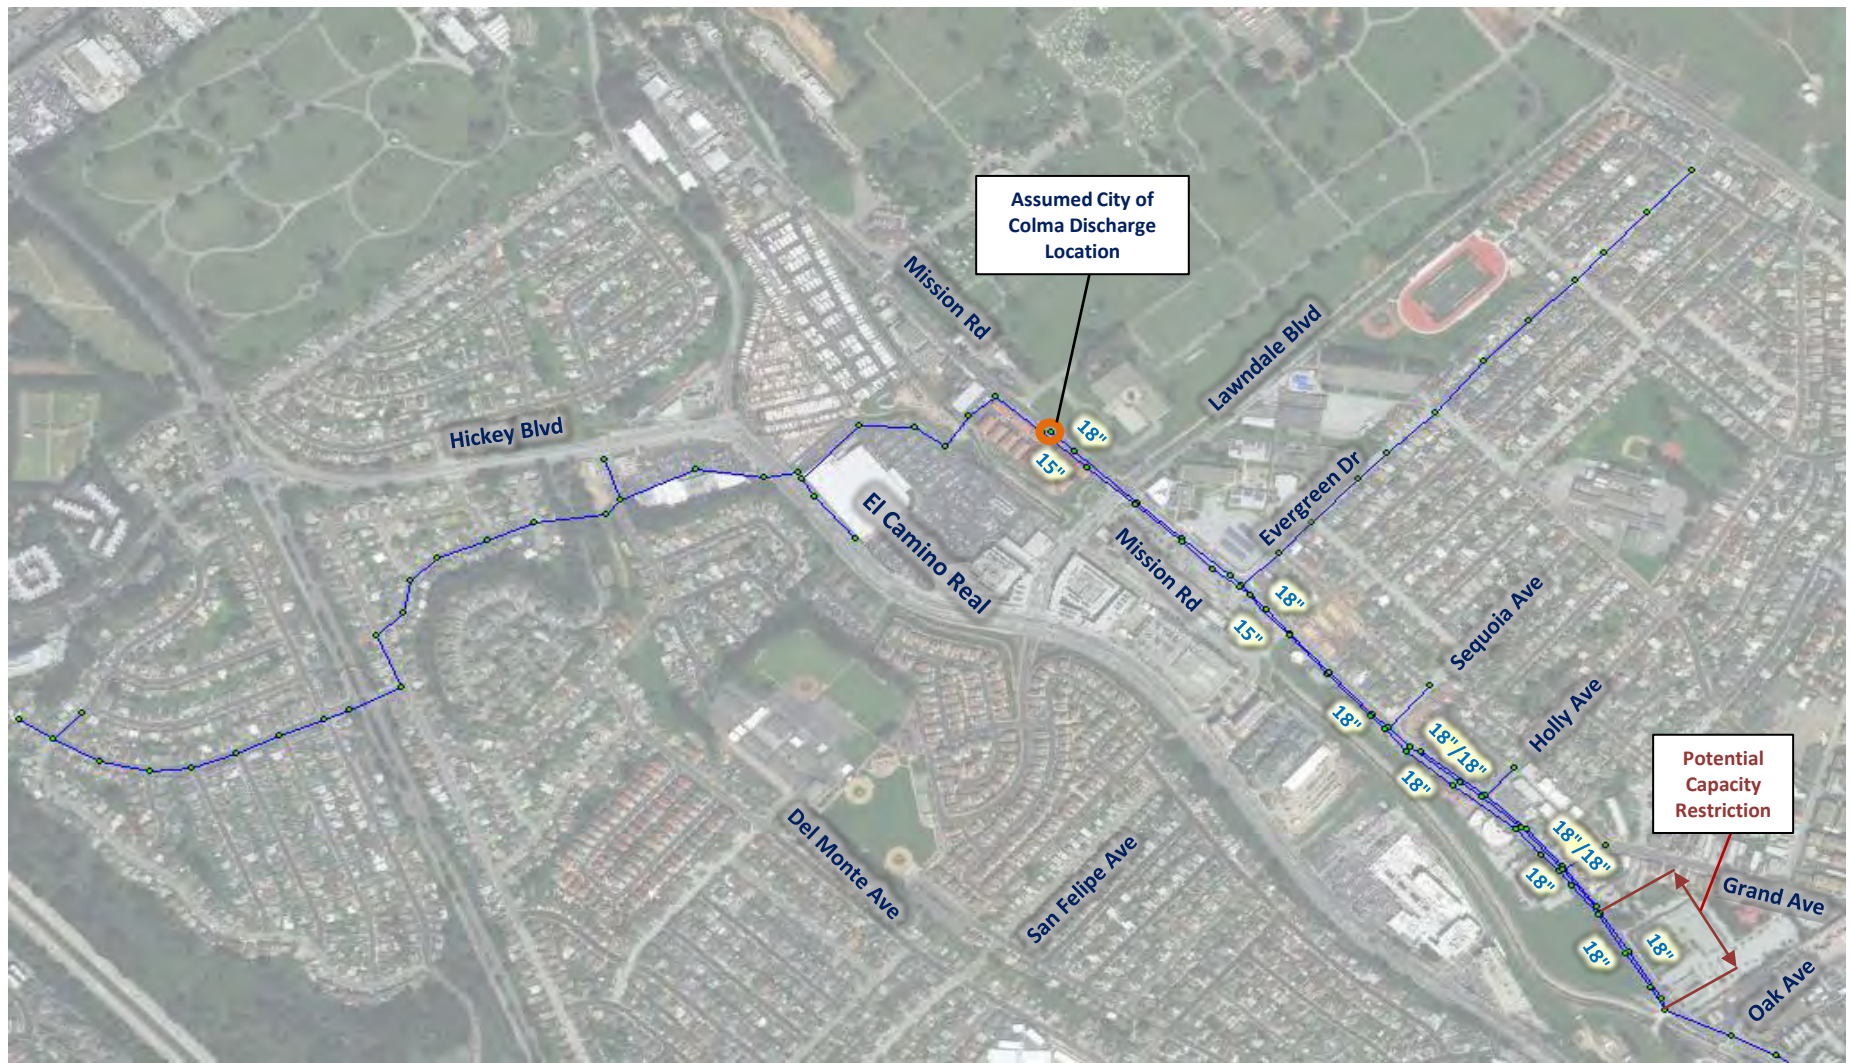 Assumed City of
Colma Discharge
Location
Mission Rd
Lawndale Blvd
Hickey Blvd
18"
15"
Evergreen Dr
El Camino Real
Mission Rd
18"
15"
Sequoia Ave
Holly Ave
18"
18"/18"
18"
Potential
Capacity
Restriction
Del Monte Ave
San Felipe Ave
18"/18"
18"
Grand Ave
18"
18"
Oak Ave